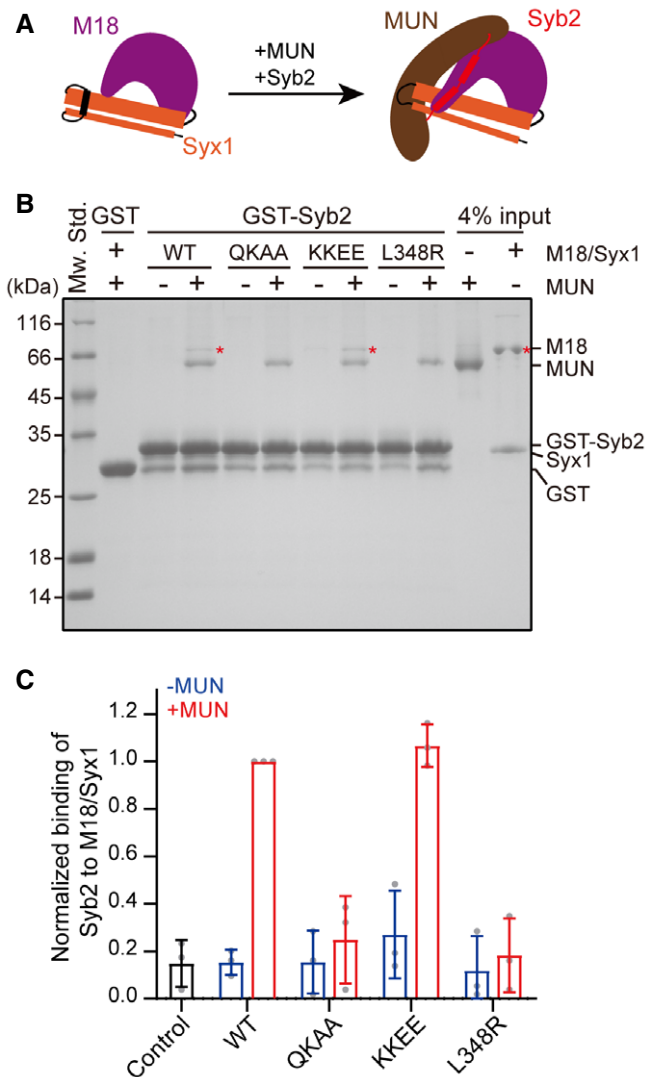 A
M18
Syx1
+MUN
+Syb2
MUN
Syb2
B
Mw. Std.
GST
GST-Syb2
4% input
+ WT QKAA KKEE L348R - + M18/Syx1
(kDa) + - + - + - + - + + - MUN
116
66
45
35
25
18
14
*
*
*
M18
MUN
GST-Syb2
Syx1
GST
C
-MUN
+MUN
Normalized binding of
Syb2 to M18/Syx1
1.2
1.0
0.8
0.6
0.4
0.2
0.0
Control
WT
QKAA
KKEE
L348R